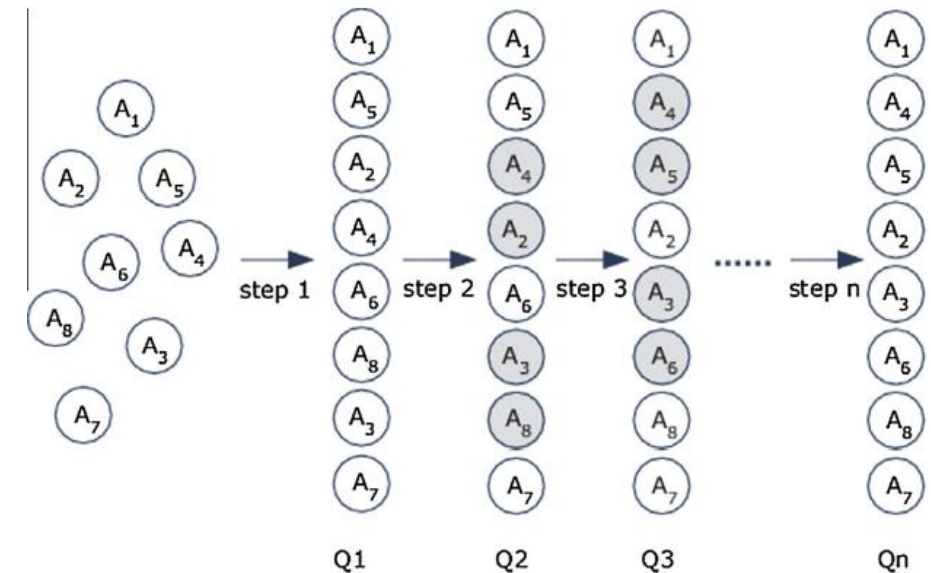 A₁
A₂ A₅
A₆ A₄
A₈ A₃
A₇
step 1
A₁
A₅
A₂
A₄
A₆
A₈
A₃
A₇
Q1
step 2
A₁
A₅
A₄
A₂
A₆
A₃
A₈
A₇
Q2
step 3
A₁
A₄
A₅
A₂
A₃
A₆
A₈
A₇
Q3
......
step n
A₁
A₄
A₅
A₂
A₃
A₆
A₈
A₇
Qn